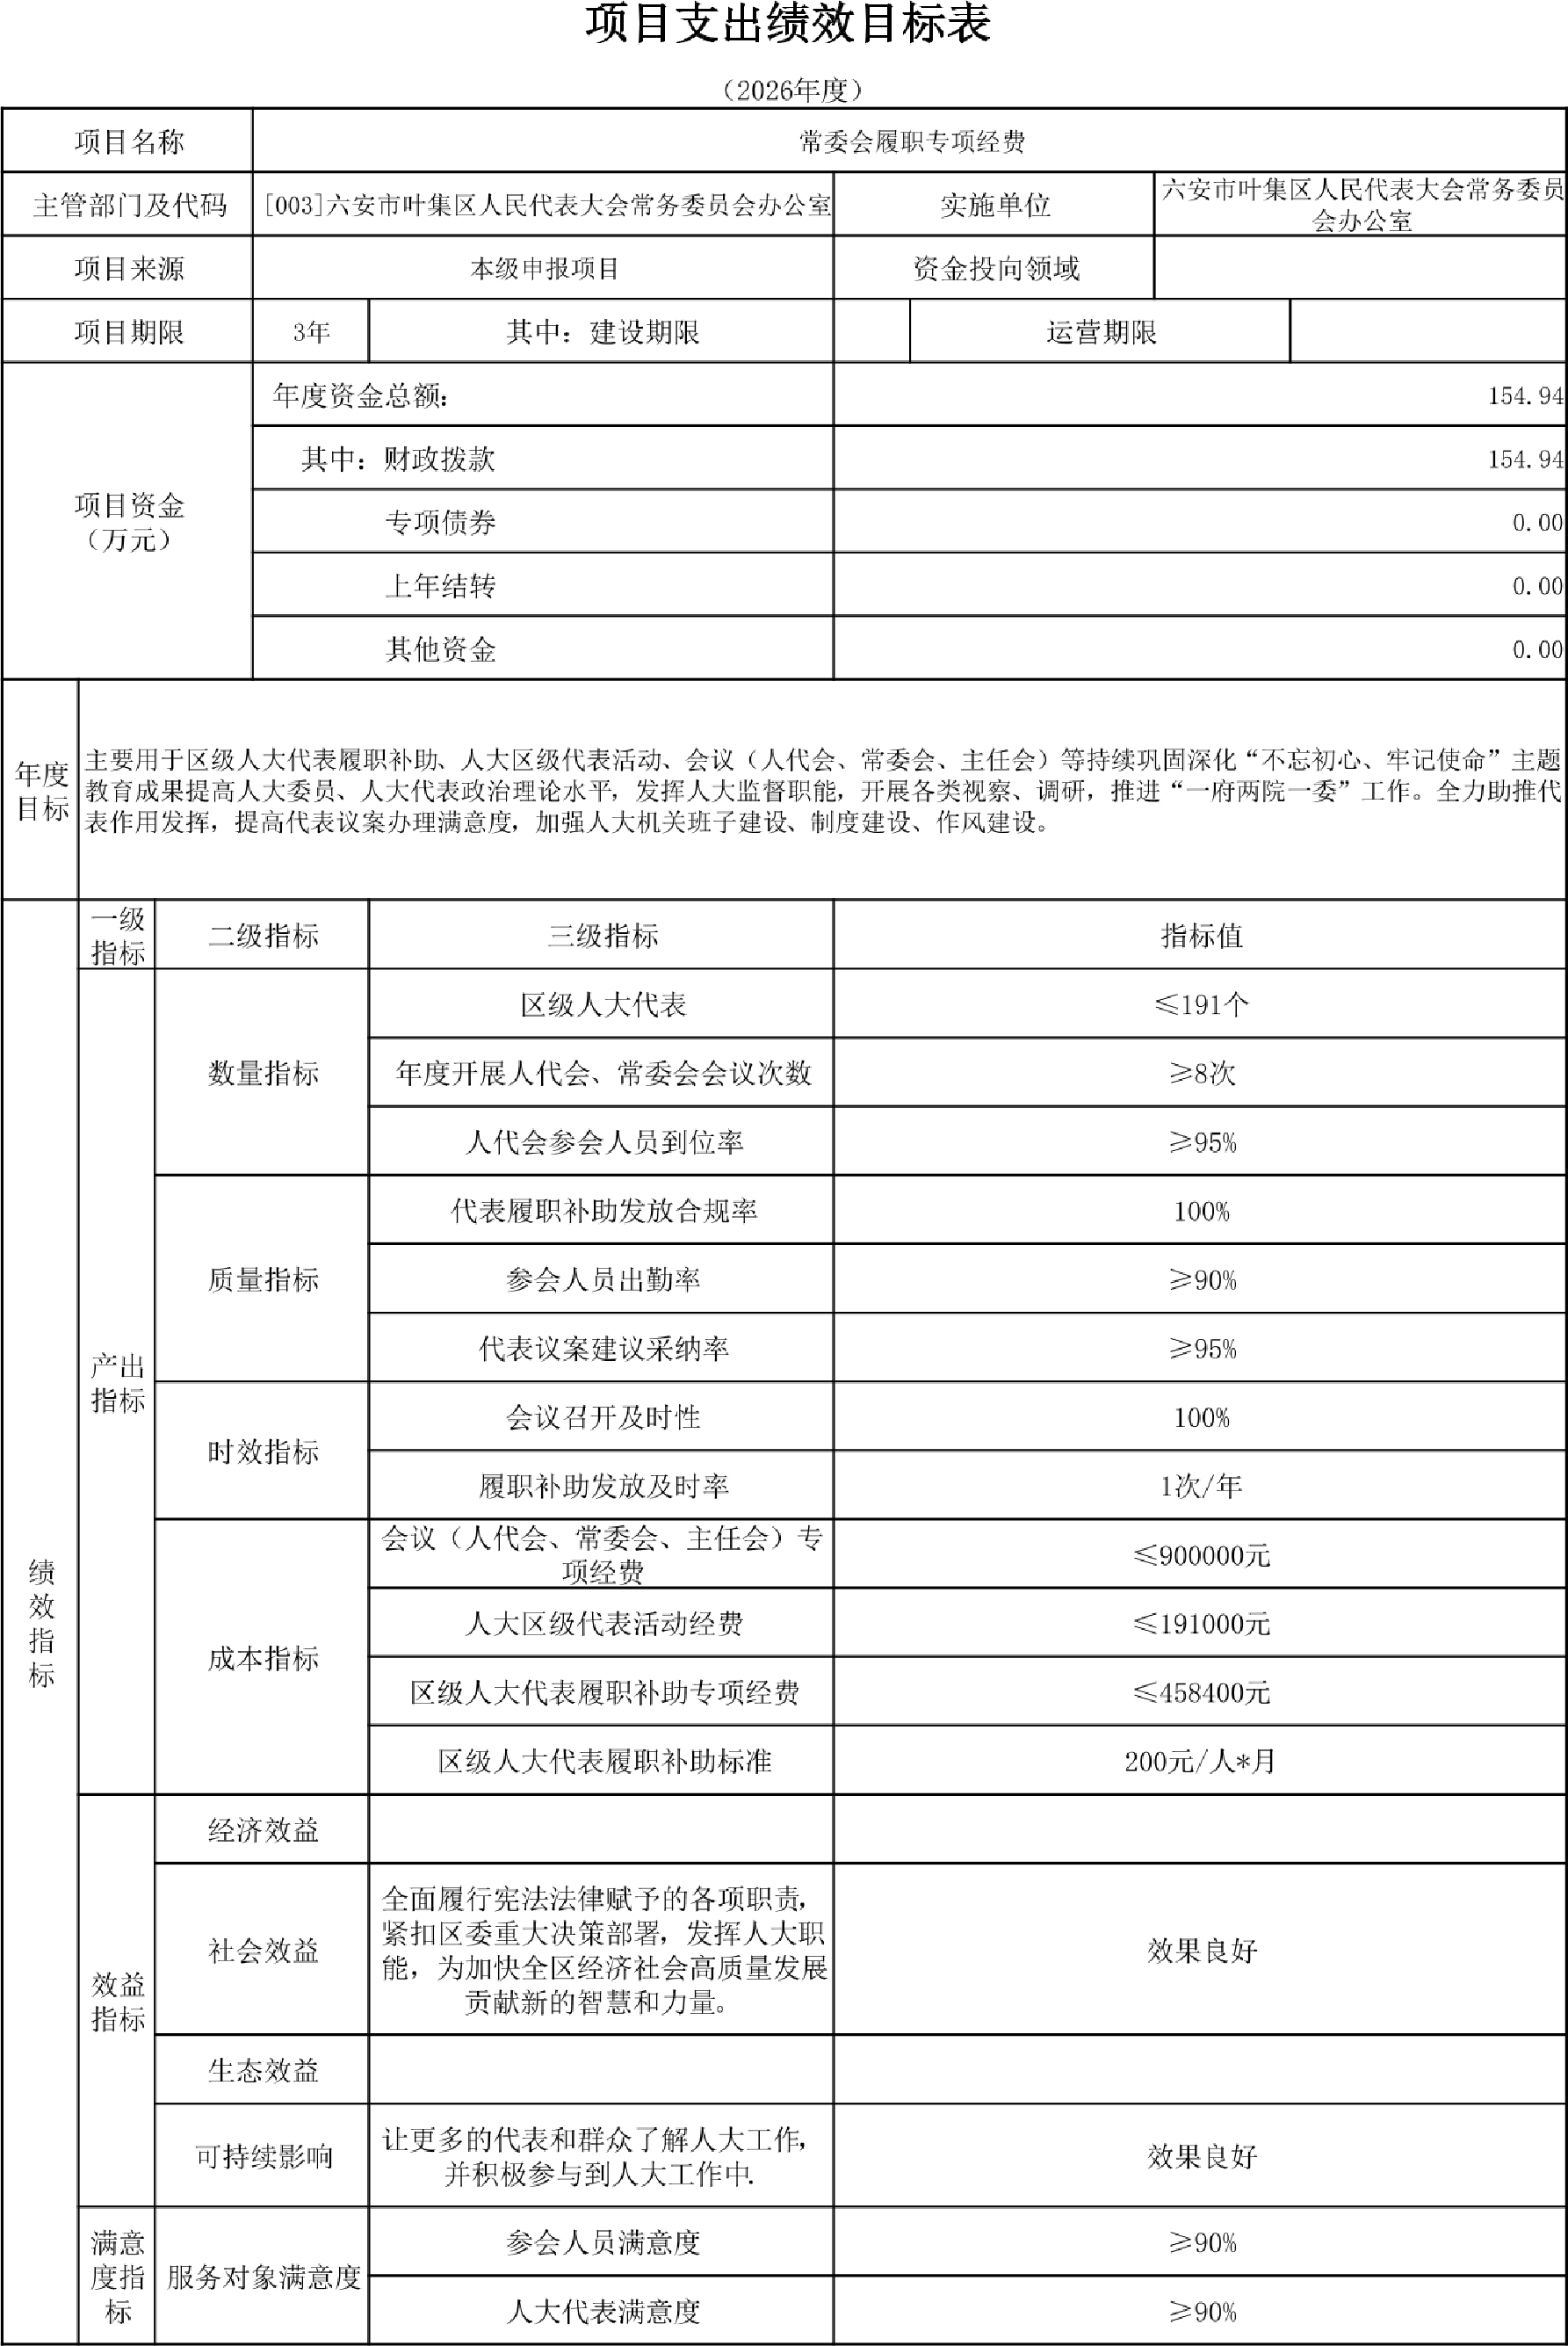 项目支出绩效目标表
（2026年度）
项目名称
常委会履职专项经费
主管部门及代码
[003]六安市叶集区人民代表大会常务委员会办公室
实施单位
六安市叶集区人民代表大会常务委员
会办公室
项目来源
本级申报项目
资金投向领域
项目期限
3年
其中：建设期限
运营期限
项目资金
（万元）
年度资金总额：
154.94
其中：财政拨款
154.94
专项债券
0.00
上年结转
0.00
其他资金
0.00
年度
目标
主要用于区级人大代表履职补助、人大区级代表活动、会议（人代会、常委会、主任会）等持续巩固深化“不忘初心、牢记使命”主题
教育成果提高人大委员、人大代表政治理论水平，发挥人大监督职能，开展各类视察、调研，推进“一府两院一委”工作。全力助推代
表作用发挥，提高代表议案办理满意度，加强人大机关班子建设、制度建设、作风建设。
绩
效
指
标
一级
指标
二级指标
三级指标
指标值
产出
指标
数量指标
区级人大代表
≤191个
年度开展人代会、常委会会议次数
≥8次
人代会参会人员到位率
≥95%
质量指标
代表履职补助发放合规率
100%
参会人员出勤率
≥90%
代表议案建议采纳率
≥95%
时效指标
会议召开及时性
100%
履职补助发放及时率
1次/年
成本指标
会议（人代会、常委会、主任会）专
项经费
≤900000元
人大区级代表活动经费
≤191000元
区级人大代表履职补助专项经费
≤458400元
区级人大代表履职补助标准
200元/人*月
效益
指标
经济效益
社会效益
全面履行宪法法律赋予的各项职责，
紧扣区委重大决策部署，发挥人大职
能，为加快全区经济社会高质量发展
贡献新的智慧和力量。
效果良好
生态效益
可持续影响
让更多的代表和群众了解人大工作，
并积极参与到人大工作中.
效果良好
满意
度指
标
服务对象满意度
参会人员满意度
≥90%
人大代表满意度
≥90%